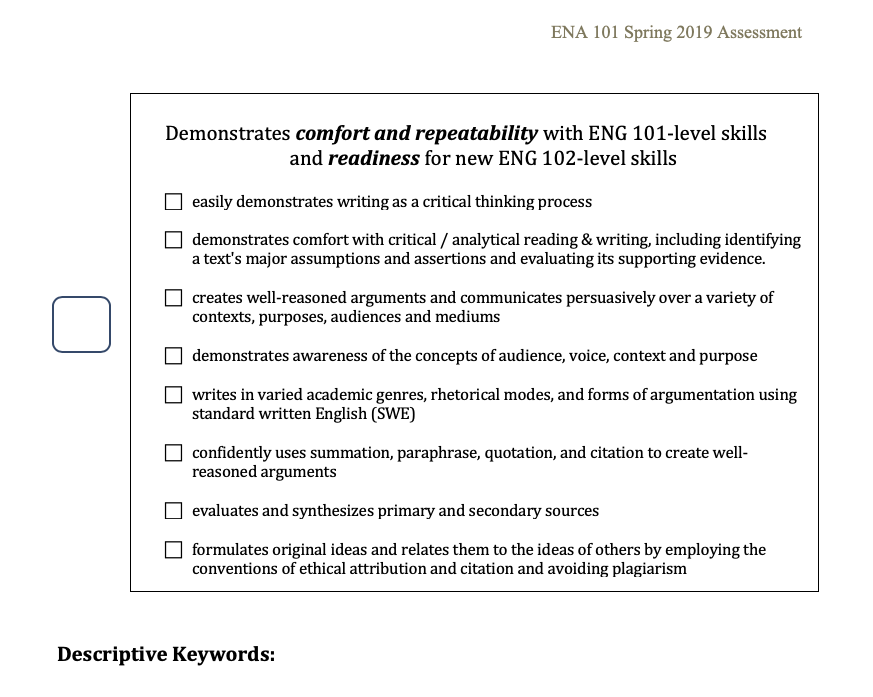 ENA 101 Spring 2019 Assessment
Demonstrates comfort and repeatability with ENG 101-level skills
and readiness for new ENG 102-level skills
easily demonstrates writing as a critical thinking process
demonstrates comfort with critical / analytical reading & writing, including identifying
a text's major assumptions and assertions and evaluating its supporting evidence.
creates well-reasoned arguments and communicates persuasively over a variety of
contexts, purposes, audiences and mediums
demonstrates awareness of the concepts of audience, voice, context and purpose
writes in varied academic genres, rhetorical modes, and forms of argumentation using
standard written English (SWE)
confidently uses summation, paraphrase, quotation, and citation to create well-
reasoned arguments
evaluates and synthesizes primary and secondary sources
formulates original ideas and relates them to the ideas of others by employing the
conventions of ethical attribution and citation and avoiding plagiarism
Descriptive Keywords: